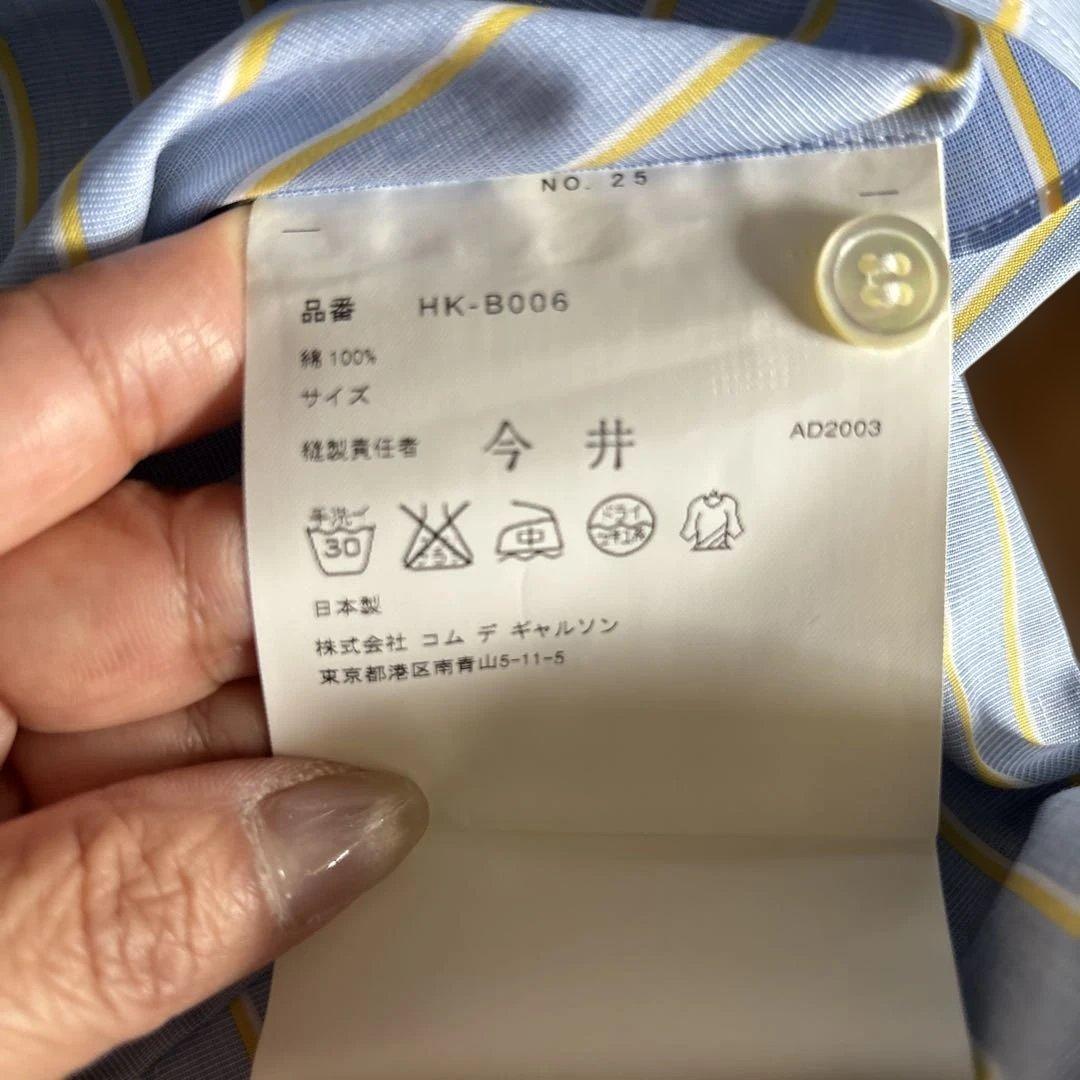 NO. 25
品番 HK-B006
綿 100%
サイズ
縫製責任者 今井 AD2003
手洗イ
30
中
ドライ
日本製
株式会社 コム デ ギャルソン
東京都港区南青山5-11-5